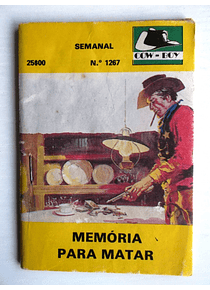 SEMANAL
25$00 N.º 1267
COW-BOY
MEMÓRIA
PARA MATAR